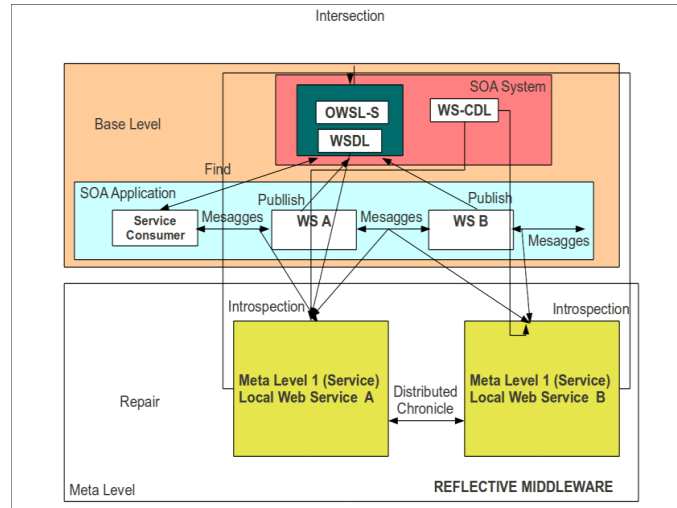 Intersection
SOA System
OWSL-S
WS-CDL
Base Level
WSDL
Find
SOA Application
Publlish
Publish
Service
Consumer
Mesagges
WS A
Mesagges
WS B
Mesagges
Introspection
Introspection
Meta Level 1 (Service)
Local Web Service A
Distributed
Chronicle
Meta Level 1 (Service)
Local Web Service B
Repair
Meta Level
REFLECTIVE MIDDLEWARE